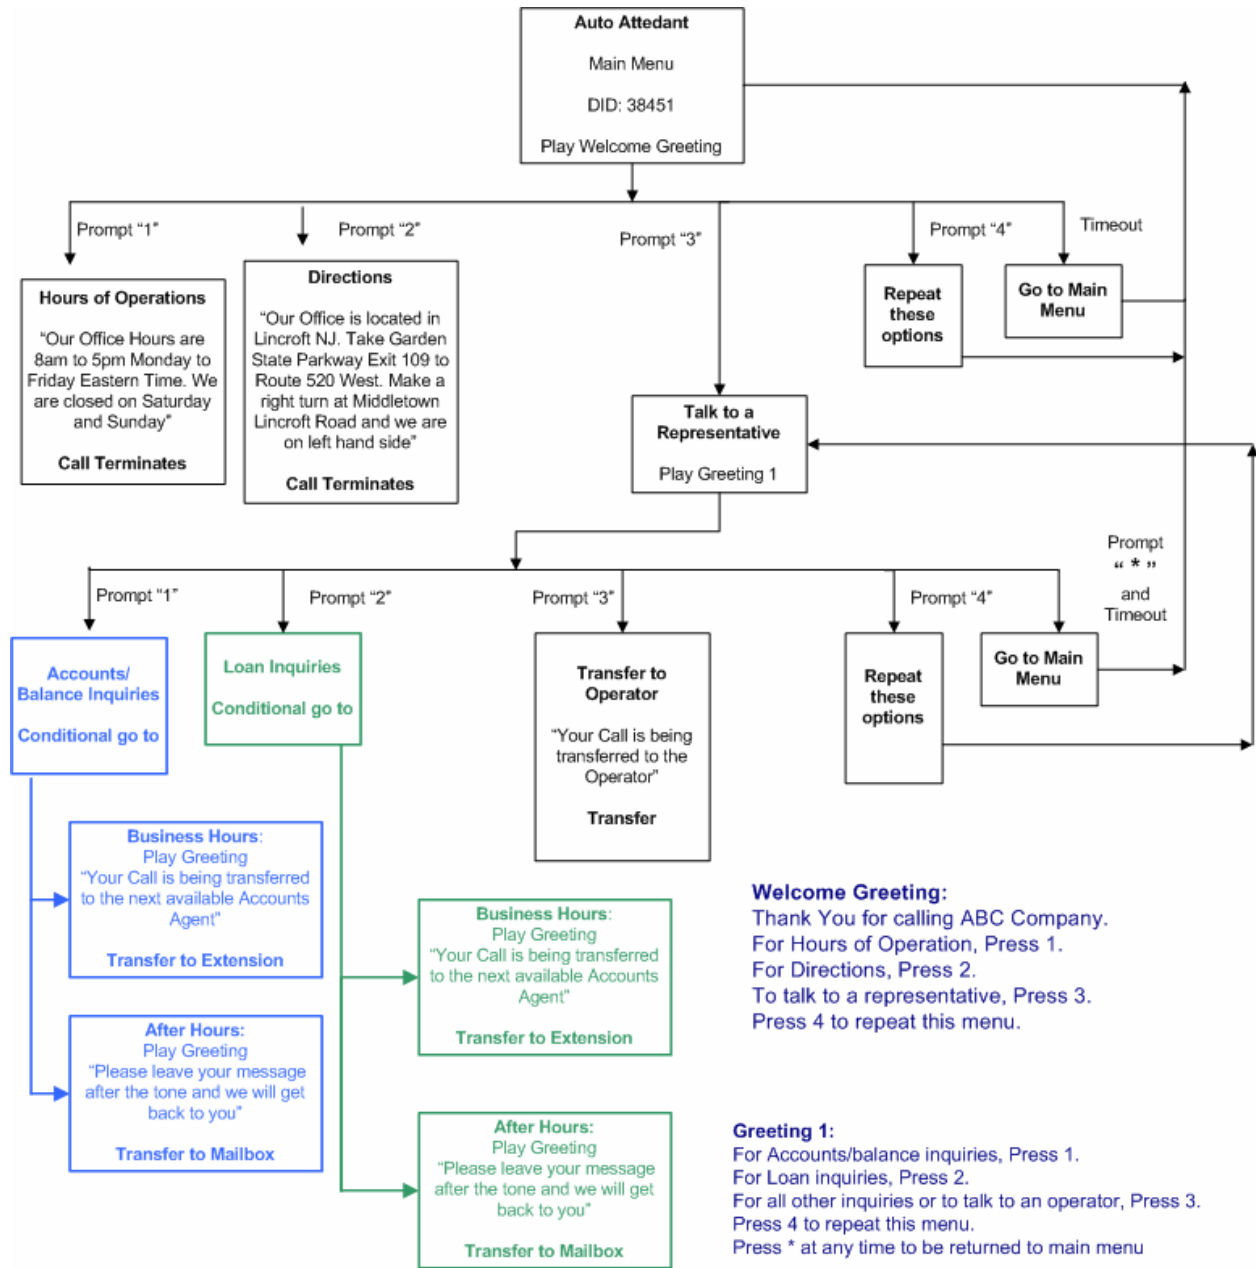 Auto Attedant
Main Menu
DID: 38451
Play Welcome Greeting
Prompt “1”
Prompt “2”
Prompt “3”
Prompt “4”
Timeout
Hours of Operations
“Our Office Hours are
8am to 5pm Monday to
Friday Eastern Time. We
are closed on Saturday
and Sunday”
Call Terminates
Directions
“Our Office is located in
Lincroft NJ. Take Garden
State Parkway Exit 109 to
Route 520 West. Make a
right turn at Middletown
Lincroft Road and we are
on left hand side”
Call Terminates
Talk to a
Representative
Play Greeting 1
Repeat
these
options
Go to Main
Menu
Prompt
“ * ”
and
Timeout
Prompt “1”
Prompt “2”
Prompt “3”
Prompt “4”
Accounts/
Balance Inquiries
Conditional go to
Loan Inquiries
Conditional go to
Transfer to
Operator
“Your Call is being
transferred to the
Operator”
Transfer
Repeat
these
options
Go to Main
Menu
Business Hours:
Play Greeting
“Your Call is being transferred
to the next available Accounts
Agent”
Transfer to Extension
After Hours:
Play Greeting
“Please leave your message
after the tone and we will get
back to you”
Transfer to Mailbox
Business Hours:
Play Greeting
“Your Call is being transferred
to the next available Accounts
Agent”
Transfer to Extension
After Hours:
Play Greeting
“Please leave your message
after the tone and we will get
back to you”
Transfer to Mailbox
Welcome Greeting:
Thank You for calling ABC Company.
For Hours of Operation, Press 1.
For Directions, Press 2.
To talk to a representative, Press 3.
Press 4 to repeat this menu.
Greeting 1:
For Accounts/balance inquiries, Press 1.
For Loan inquiries, Press 2.
For all other inquiries or to talk to an operator, Press 3.
Press 4 to repeat this menu.
Press * at any time to be returned to main menu